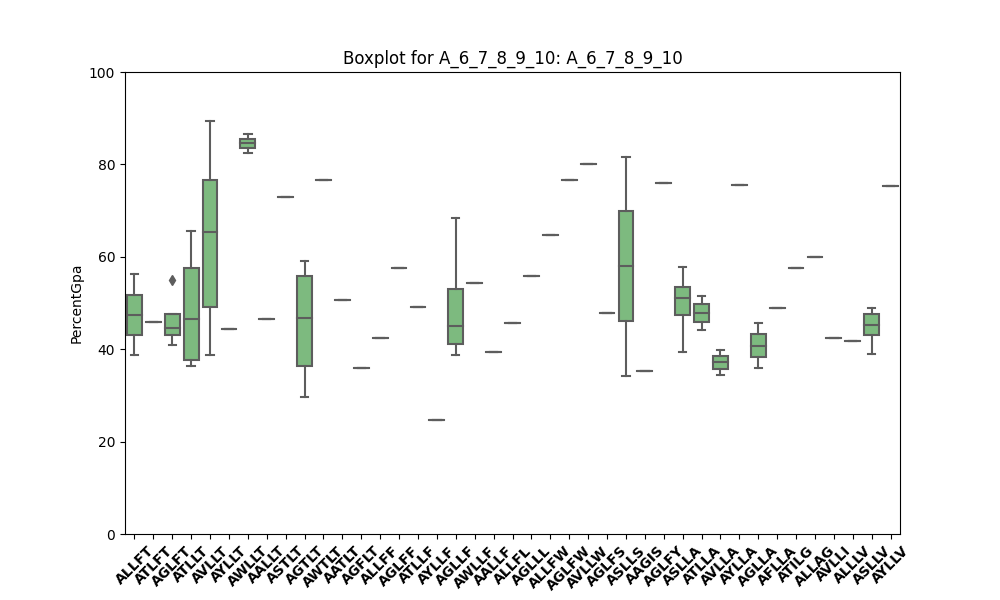 Boxplot for A_6_7_8_9_10: A_6_7_8_9_10
100
80
60
40
20
0
PercentGpa
ALLFT
ATLFT
AGLFT
ATLLT
AVLLT
AYLLT
AWLLT
AALLT
ASTLT
AGTLT
AWTLT
AATLT
AGFLT
ALLFF
AGLFF
ATLLF
AYLLF
AGLLF
AWLLF
AALLF
ALLFL
AGLLL
ALLFW
AGLFW
AVLLW
AGLFS
ASLLS
AAGIS
AGLFY
ASLLA
ATLLA
AVLLA
AYLLA
AGLLA
AFLLA
ATILG
ALLAG
AVLLI
ALLLV
ASLLV
AYLLV